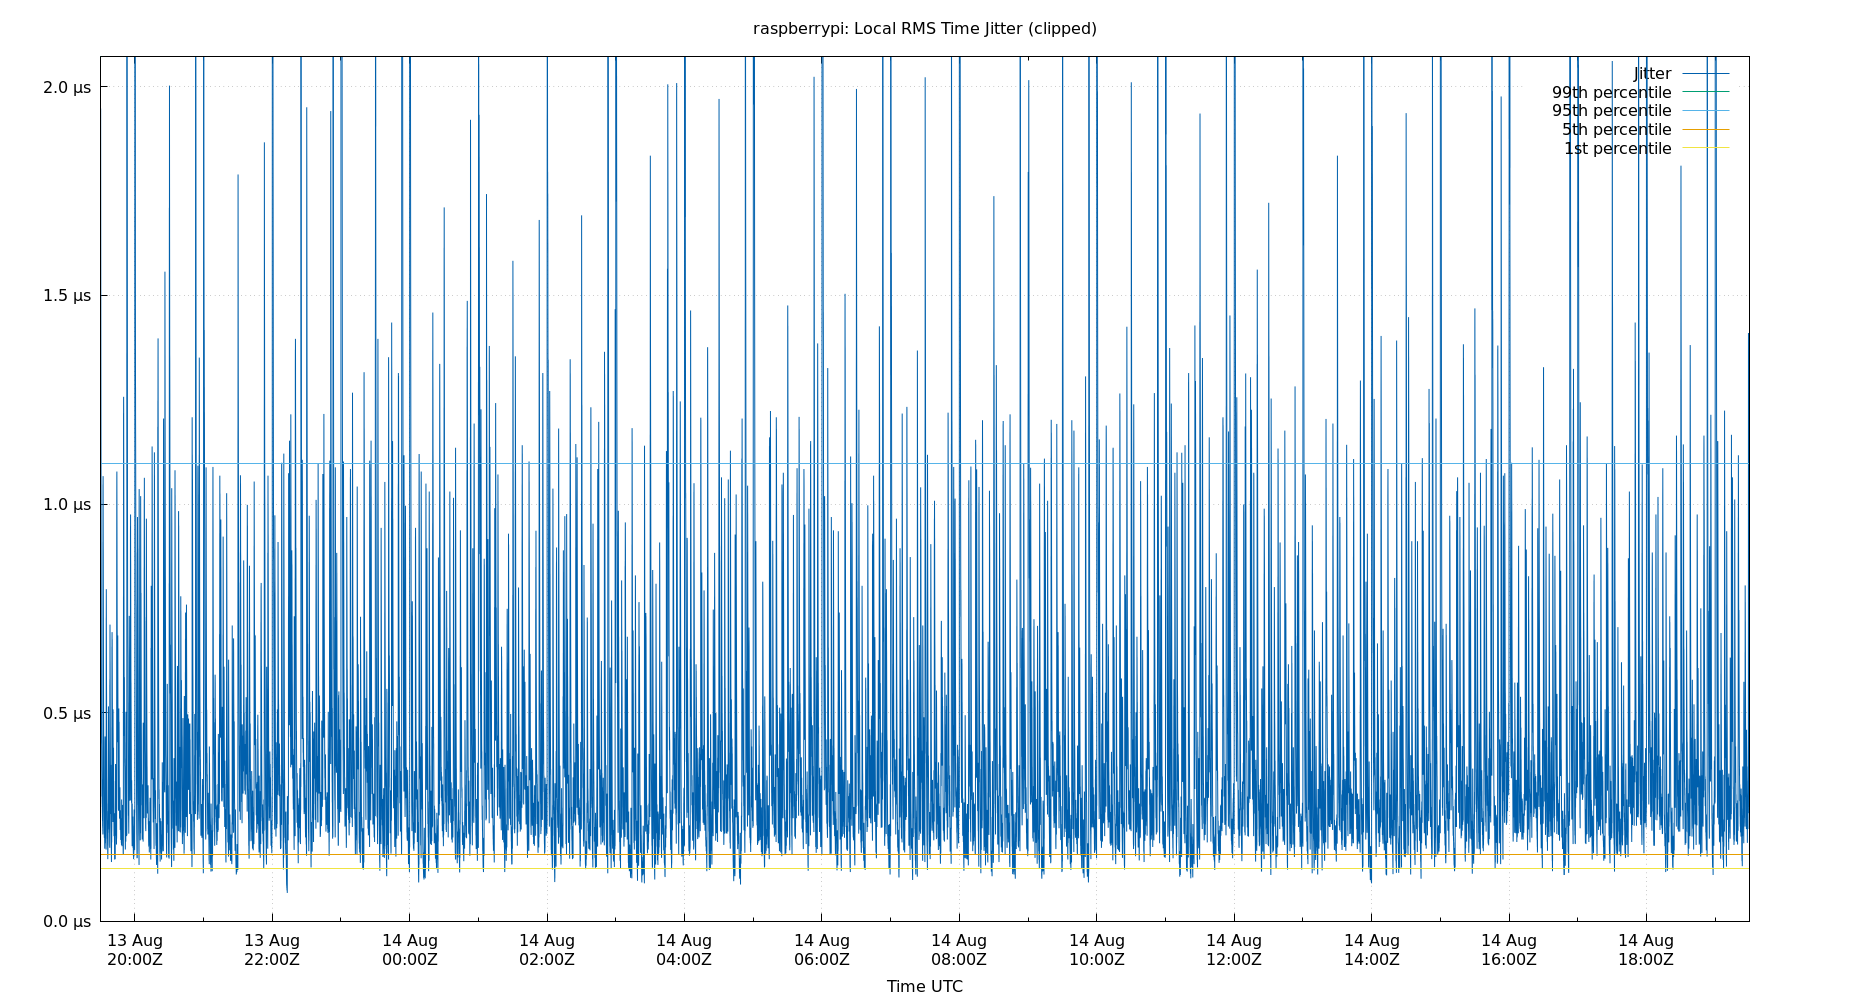 raspberrypi: Local RMS Time Jitter (clipped)
Jitter
99th percentile
95th percentile
5th percentile
1st percentile
2.0 µs
1.5 µs
1.0 µs
0.5 µs
0.0 µs
13 Aug 13 Aug 14 Aug 14 Aug 14 Aug 14 Aug 14 Aug 14 Aug 14 Aug 14 Aug 14 Aug 14 Aug
20:00Z 22:00Z 00:00Z 02:00Z 04:00Z 06:00Z 08:00Z 10:00Z 12:00Z 14:00Z 16:00Z 18:00Z
Time UTC